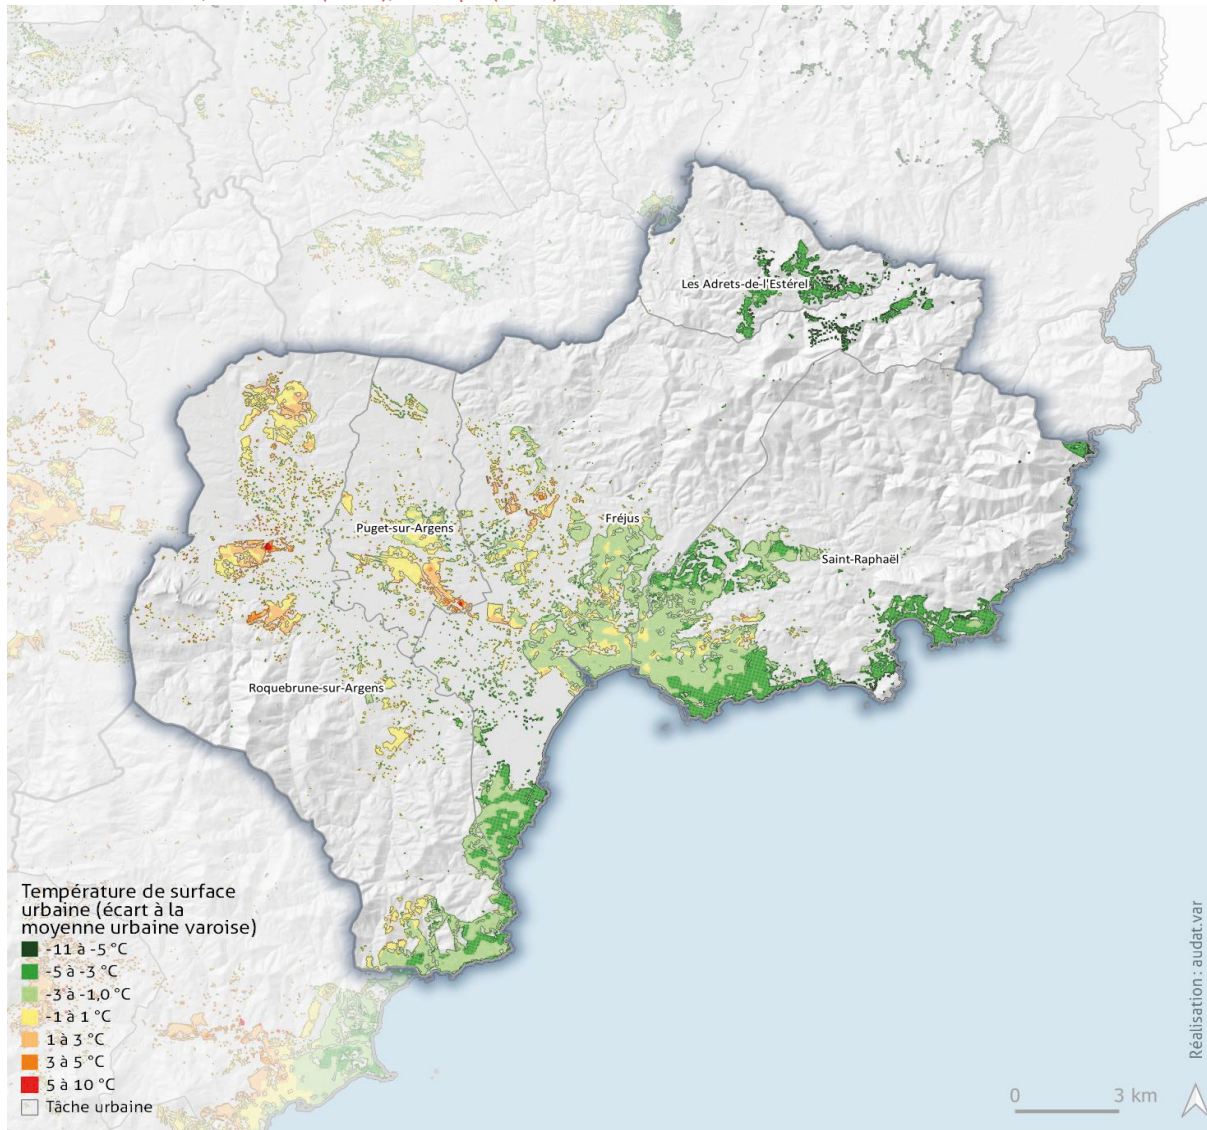 Les Adrets-de-l'Estérel
Fréjus
Puget-sur-Argens
Saint-Raphaël
Roquebrune-sur-Argens
Température de surface
urbaine (écart à la
moyenne urbaine varoise)
-11 à -5 °C
-5 à -3 °C
-3 à -1,0 °C
-1 à 1 °C
1 à 3 °C
3 à 5 °C
5 à 10 °C
Tâche urbaine
0 3 km
Réalisation : audat.var